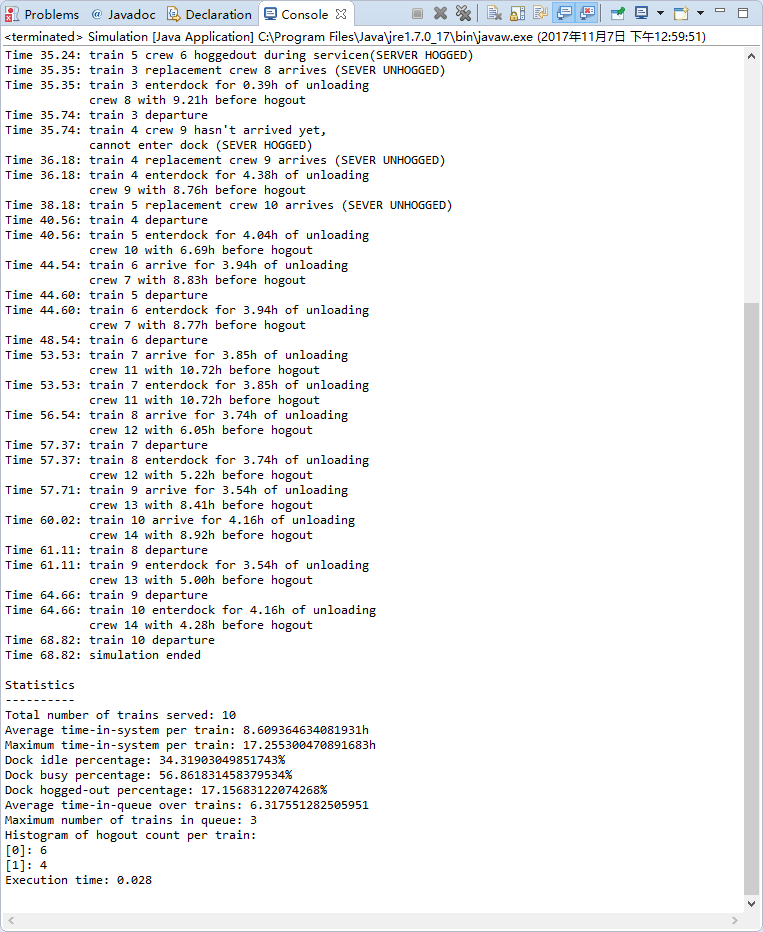 Problems @ Javadoc Declaration Console
<terminated> Simulation [Java Application] C:\Program Files\Java\jre1.7.0_17\bin\javaw.exe (2017年11月7日 下午12:59:51)
Time 35.24: train 5 crew 6 hoggedout during servicen(SERVER HOGGED)
Time 35.35: train 3 replacement crew 8 arrives (SEVER UNHOGGED)
Time 35.35: train 3 enterdock for 0.39h of unloading
crew 8 with 9.21h before hogout
Time 35.74: train 3 departure
Time 35.74: train 4 crew 9 hasn't arrived yet,
cannot enter dock (SEVER HOGGED)
Time 36.18: train 4 replacement crew 9 arrives (SEVER UNHOGGED)
Time 36.18: train 4 enterdock for 4.38h of unloading
crew 9 with 8.76h before hogout
Time 38.18: train 5 replacement crew 10 arrives (SEVER UNHOGGED)
Time 40.56: train 4 departure
Time 40.56: train 5 enterdock for 4.04h of unloading
crew 10 with 6.69h before hogout
Time 44.54: train 6 arrive for 3.94h of unloading
crew 7 with 8.83h before hogout
Time 44.60: train 5 departure
Time 44.60: train 6 enterdock for 3.94h of unloading
crew 7 with 8.77h before hogout
Time 48.54: train 6 departure
Time 53.53: train 7 arrive for 3.85h of unloading
crew 11 with 10.72h before hogout
Time 53.53: train 7 enterdock for 3.85h of unloading
crew 11 with 10.72h before hogout
Time 56.54: train 8 arrive for 3.74h of unloading
crew 12 with 6.05h before hogout
Time 57.37: train 7 departure
Time 57.37: train 8 enterdock for 3.74h of unloading
crew 12 with 5.22h before hogout
Time 57.71: train 9 arrive for 3.54h of unloading
crew 13 with 8.41h before hogout
Time 60.02: train 10 arrive for 4.16h of unloading
crew 14 with 8.92h before hogout
Time 61.11: train 8 departure
Time 61.11: train 9 enterdock for 3.54h of unloading
crew 13 with 5.00h before hogout
Time 64.66: train 9 departure
Time 64.66: train 10 enterdock for 4.16h of unloading
crew 14 with 4.28h before hogout
Time 68.82: train 10 departure
Time 68.82: simulation ended
Statistics
----------
Total number of trains served: 10
Average time-in-system per train: 8.609364634081931h
Maximum time-in-system per train: 17.255300470891683h
Dock idle percentage: 34.31903049851743%
Dock busy percentage: 56.861831458379534%
Dock hogged-out percentage: 17.15683122074268%
Average time-in-queue over trains: 6.317551282505951
Maximum number of trains in queue: 3
Histogram of hogout count per train:
[0]: 6
[1]: 4
Execution time: 0.028